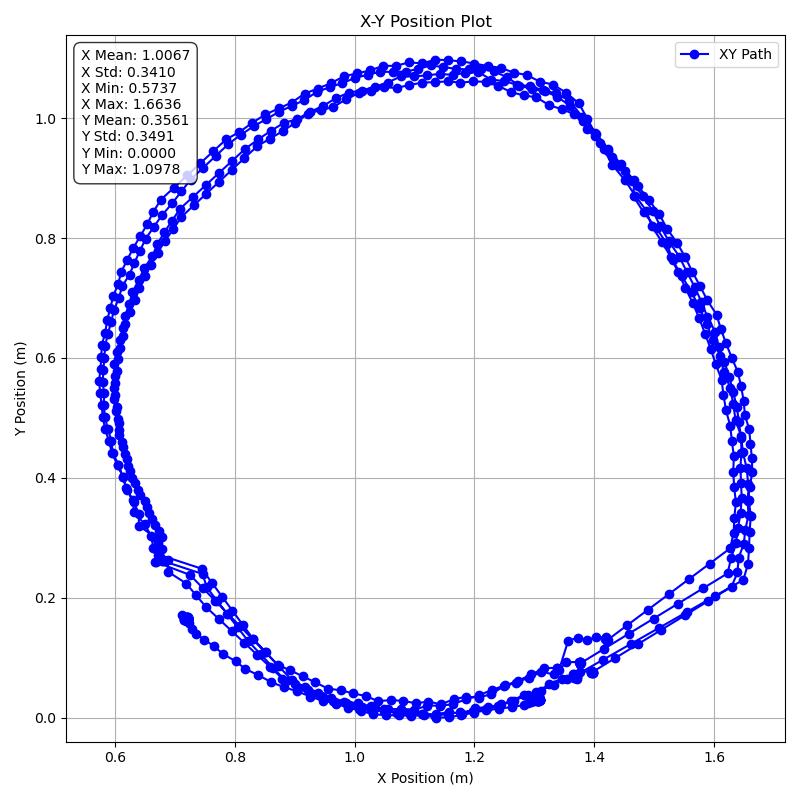 X-Y Position Plot
X Mean: 1.0067
X Std: 0.3410
X Min: 0.5737
X Max: 1.6636
Y Mean: 0.3561
Y Std: 0.3491
Y Min: 0.0000
Y Max: 1.0978
XY Path
1.0
0.8
0.6
0.4
0.2
0.0
Y Position (m)
0.6 0.8 1.0 1.2 1.4 1.6
X Position (m)